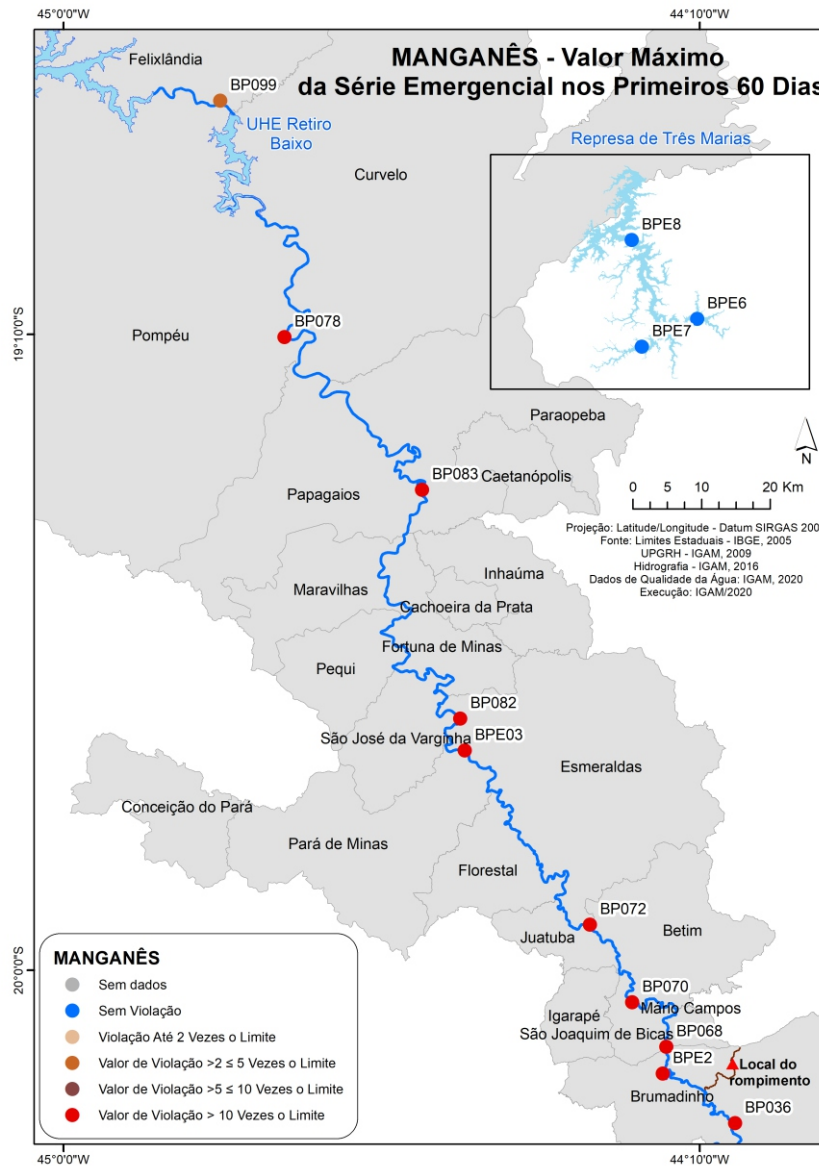 45°0'0"W
44°10'0"W
MANGANÊS - Valor Máximo
da Série Emergencial nos Primeiros 60 Dias
Felixlândia
BP099
UHE Retiro
Baixo
Curvelo
Represa de Três Marias
BPE8
BPE6
BPE7
19°10'0"S
Pompéu
BP078
Paraopeba
BP083
Caetanópolis
Papagaios
N
0 5 10 20 Km
Projeção: Latitude/Longitude - Datum SIRGAS 200
Fonte: Limites Estaduais - IBGE, 2005
UPGRH - IGAM, 2009
Hidrografia - IGAM, 2016
Dados de Qualidade da Água: IGAM, 2020
Execução: IGAM/2020
Inhaúma
Maravilhas
Cachoeira da Prata
Fortuna de Minas
Pequi
BP082
São José da Varginha
BPE03
Esmeraldas
Conceição do Pará
Pará de Minas
Florestal
BP072
Juatuba
Betim
20°0'0"S
BP070
Mário Campos
Igarapé
São Joaquim de Bicas
BP068
BPE2
Local do
rompimento
Brumadinho
BP036
MANGANÊS
Sem dados
Sem Violação
Violação Até 2 Vezes o Limite
Valor de Violação >2 ≤ 5 Vezes o Limite
Valor de Violação >5 ≤ 10 Vezes o Limite
Valor de Violação > 10 Vezes o Limite
45°0'0"W
44°10'0"W